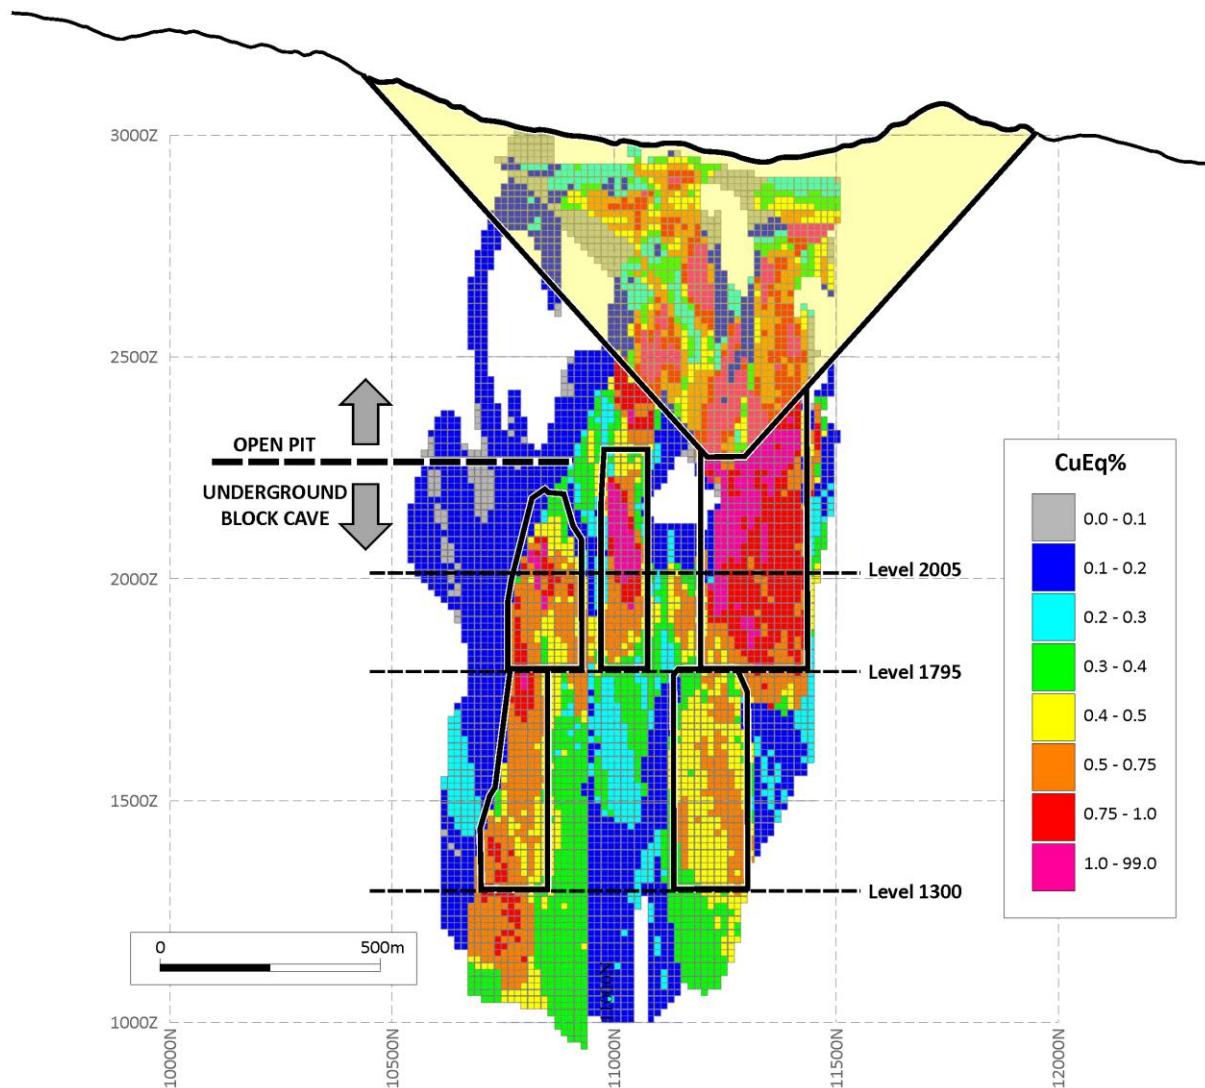 3000Z
2500Z
OPEN PIT
UNDERGROUND
BLOCK CAVE
2000Z
Level 2005
Level 1795
1500Z
Level 1300
1000Z
0 500m
10000N
10500N
11000N
11000N
11500N
12000N
CuEq%
0.0 - 0.1
0.1 - 0.2
0.2 - 0.3
0.3 - 0.4
0.4 - 0.5
0.5 - 0.75
0.75 - 1.0
1.0 - 99.0